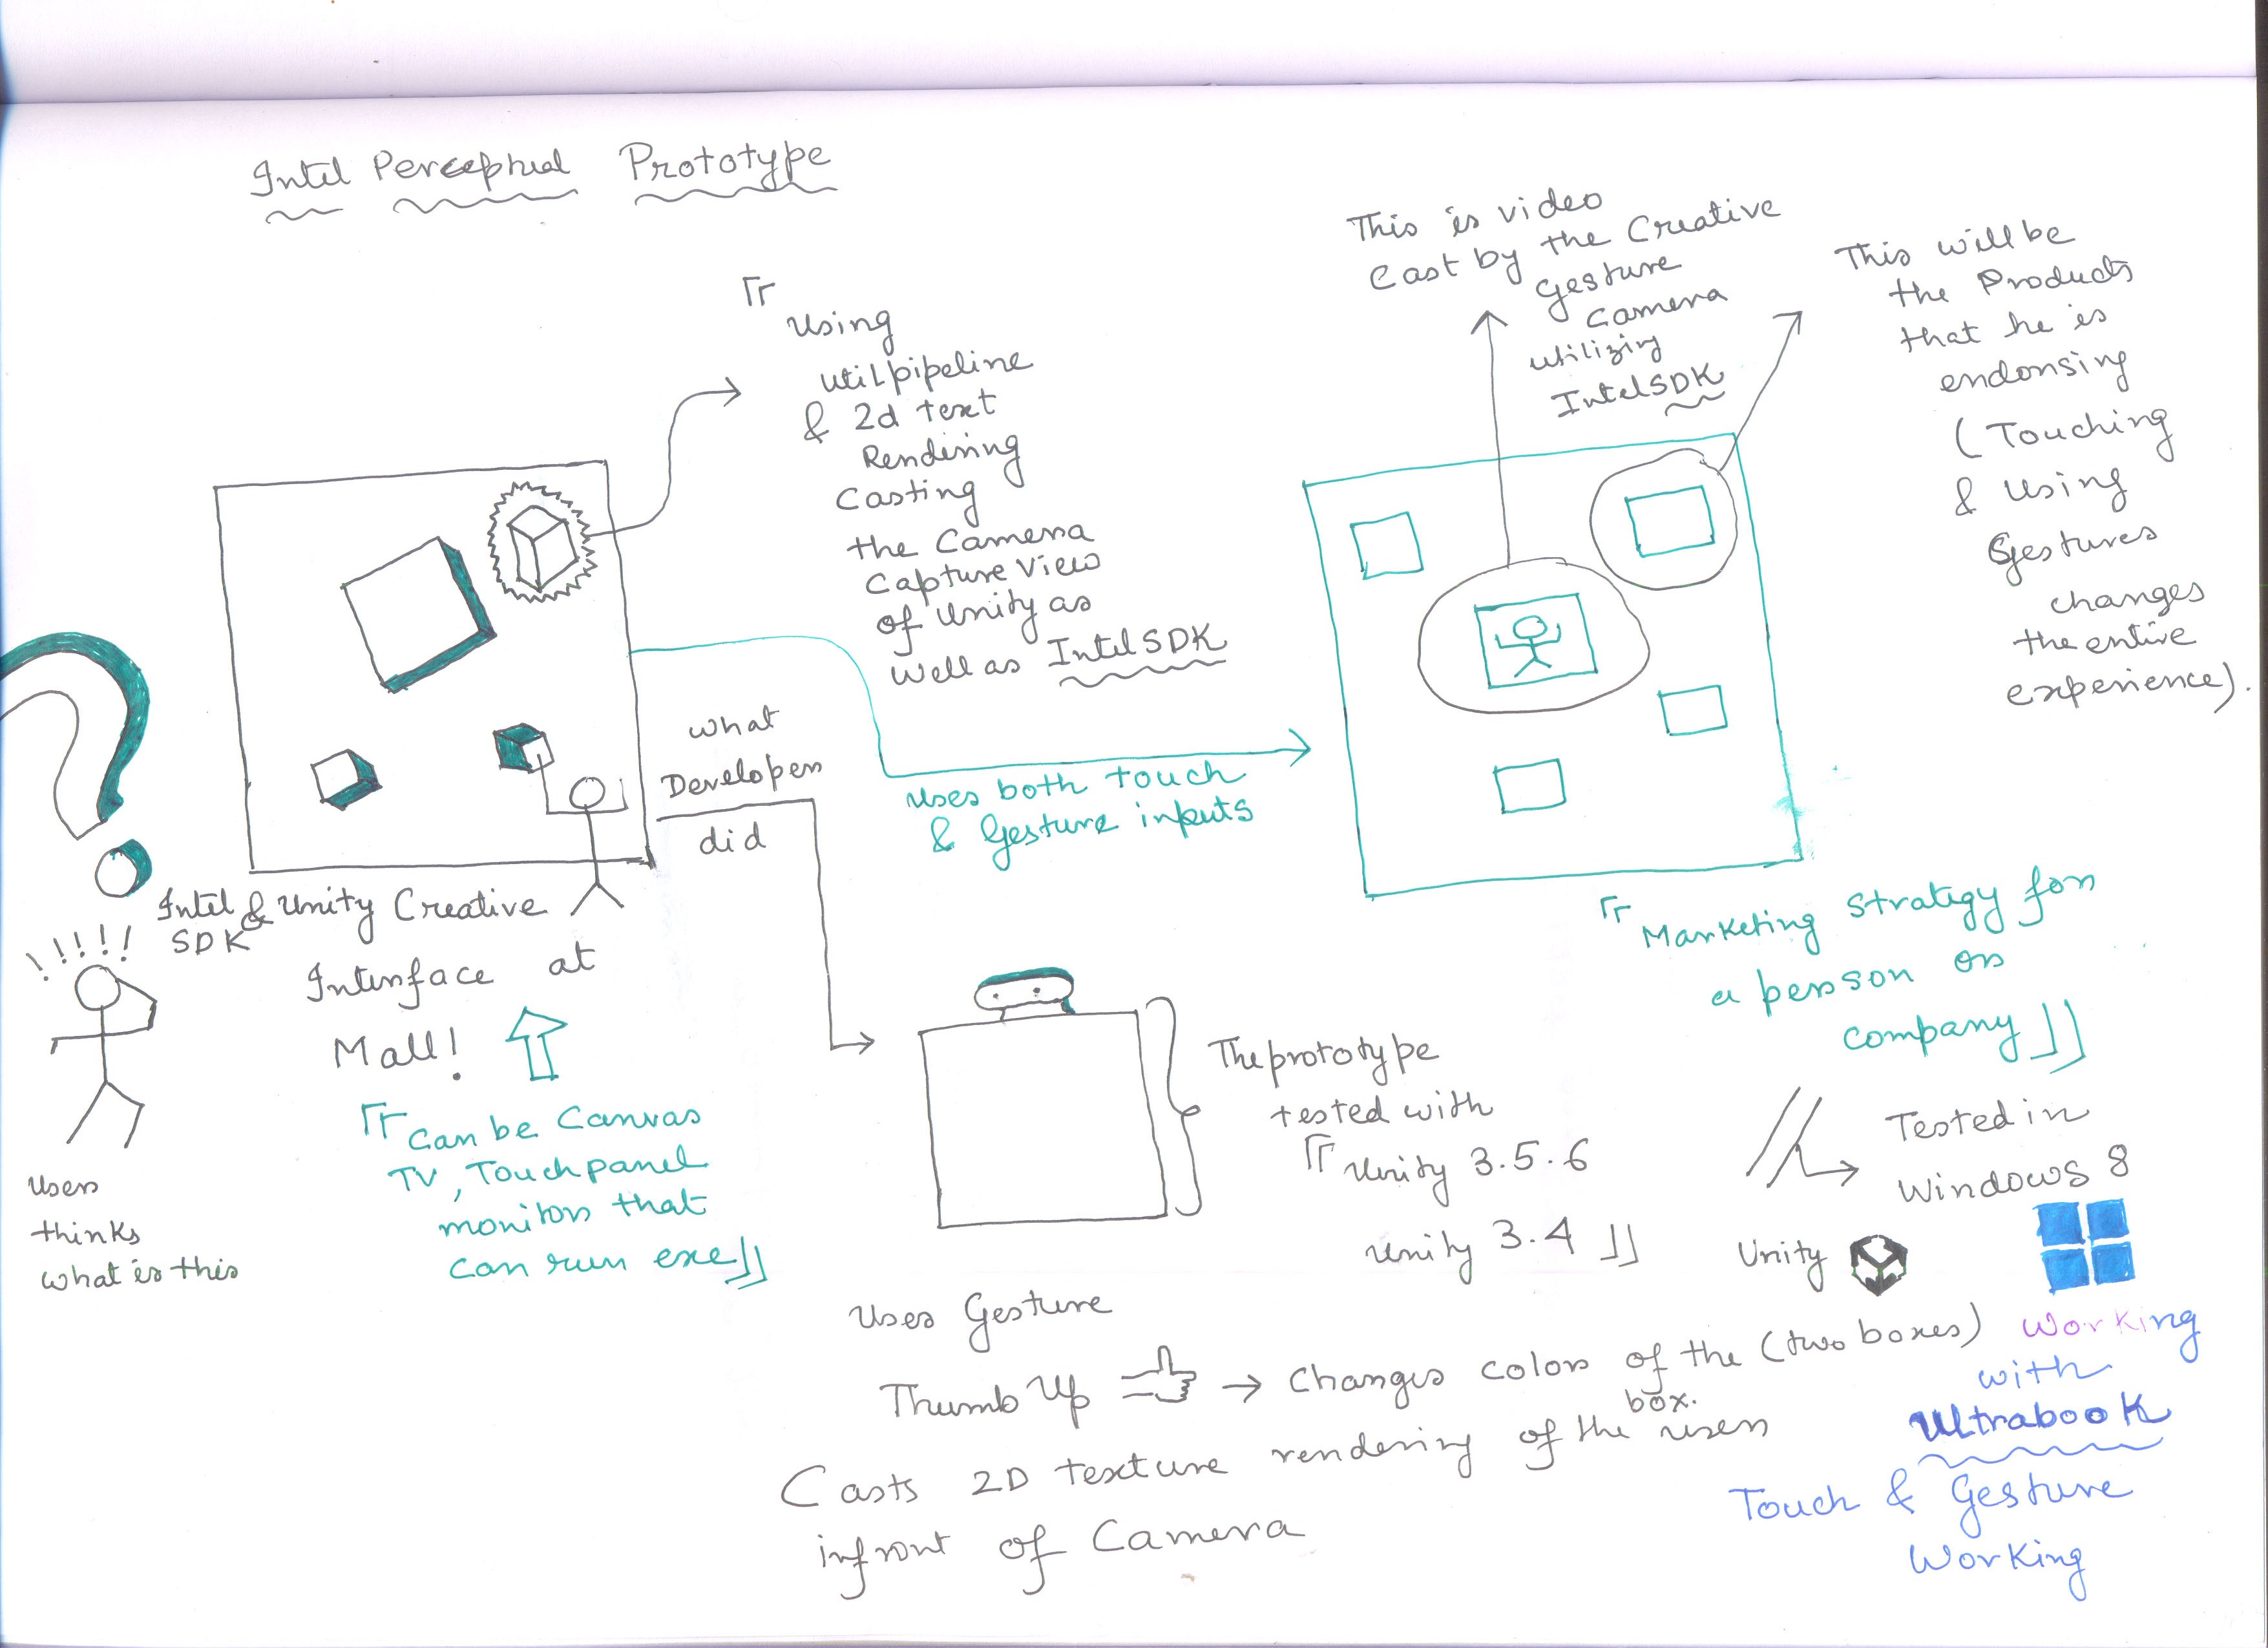 Intel Perceptual Prototype
Using
utilpipeline
& 2d text
Rendering
Casting
the Camera
Capture View
of Unity as
well as Intel SDK
This is video
Cast by the Creative
Gesture
Camera
utilizing
Intel SDK
This will be
the Products
that he is
endorsing
(Touching
& Using
Gestures
changes
the entire
experience).
what
Developer
did
Uses both touch
& Gesture inputs
Intel & Unity Creative
SDK
Interface at
Mall!
!!!!!
User
thinks
what is this
Can be Canvas
TV, Touch panel
monitor that
can run exe
Marketing Strategy for
a person or
company
The prototype
tested with
Unity 3.5.6
Unity 3.4
Tested in
Windows 8
Unity
Working
with
Ultrabook
Touch & Gesture
Working
Uses Gesture
Thumb Up → Changes color of the (two boxes)
box.
Casts 2D texture rendering of the user
infront of Camera